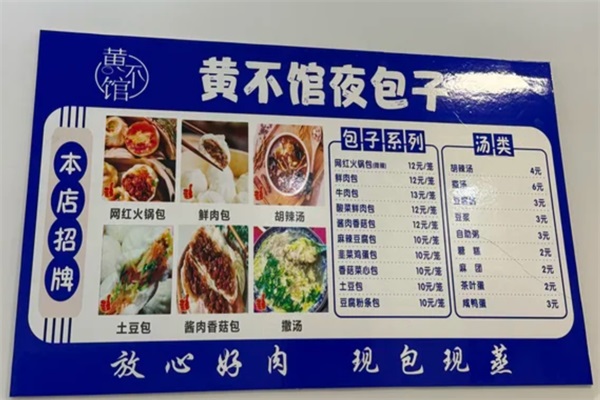 黄不馆
黄不馆夜包子
本店招牌
网红火锅包
鲜肉包
胡辣汤
土豆包
酱肉香菇包
撒汤
包子系列
网红火锅包 12元/笼
鲜肉包 12元/笼
牛肉包 13元/笼
酸菜鲜肉包 12元/笼
酱肉香菇包 12元/笼
麻辣豆腐包 10元/笼
韭菜鸡蛋包 10元/笼
香菇菜心包 10元/笼
土豆包 10元/笼
豆腐粉条包 10元/笼
汤类
胡辣汤 4元
撒汤 6元
3元
豆浆 3元
自助粥 3元
糖糕 2元
麻团 2元
茶叶蛋 2元
咸鸭蛋 3元
放心好肉 现包现蒸